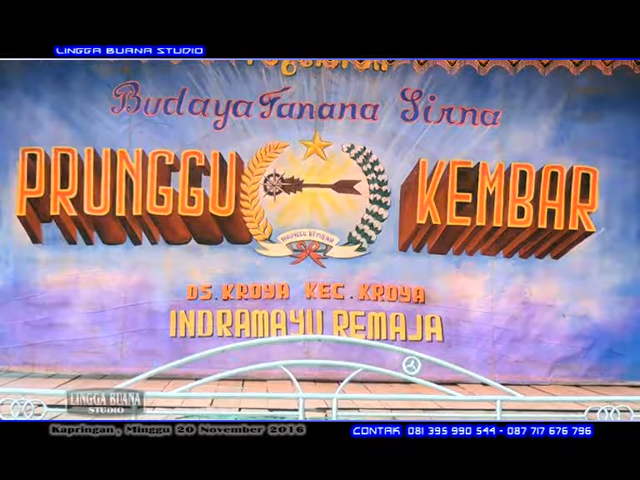 LINGGA BUANA STUDIO
Budaya Tanana Sirna
PRUNGGU KEMBAR
DS. KROYA KEC. KROYA
INDRAMAYU REMAJA
LINGGA BUANA
STUDIO
Kapringan, Minggu 20 November 2016
CONTAK 081 395 990 544 - 087 717 676 796